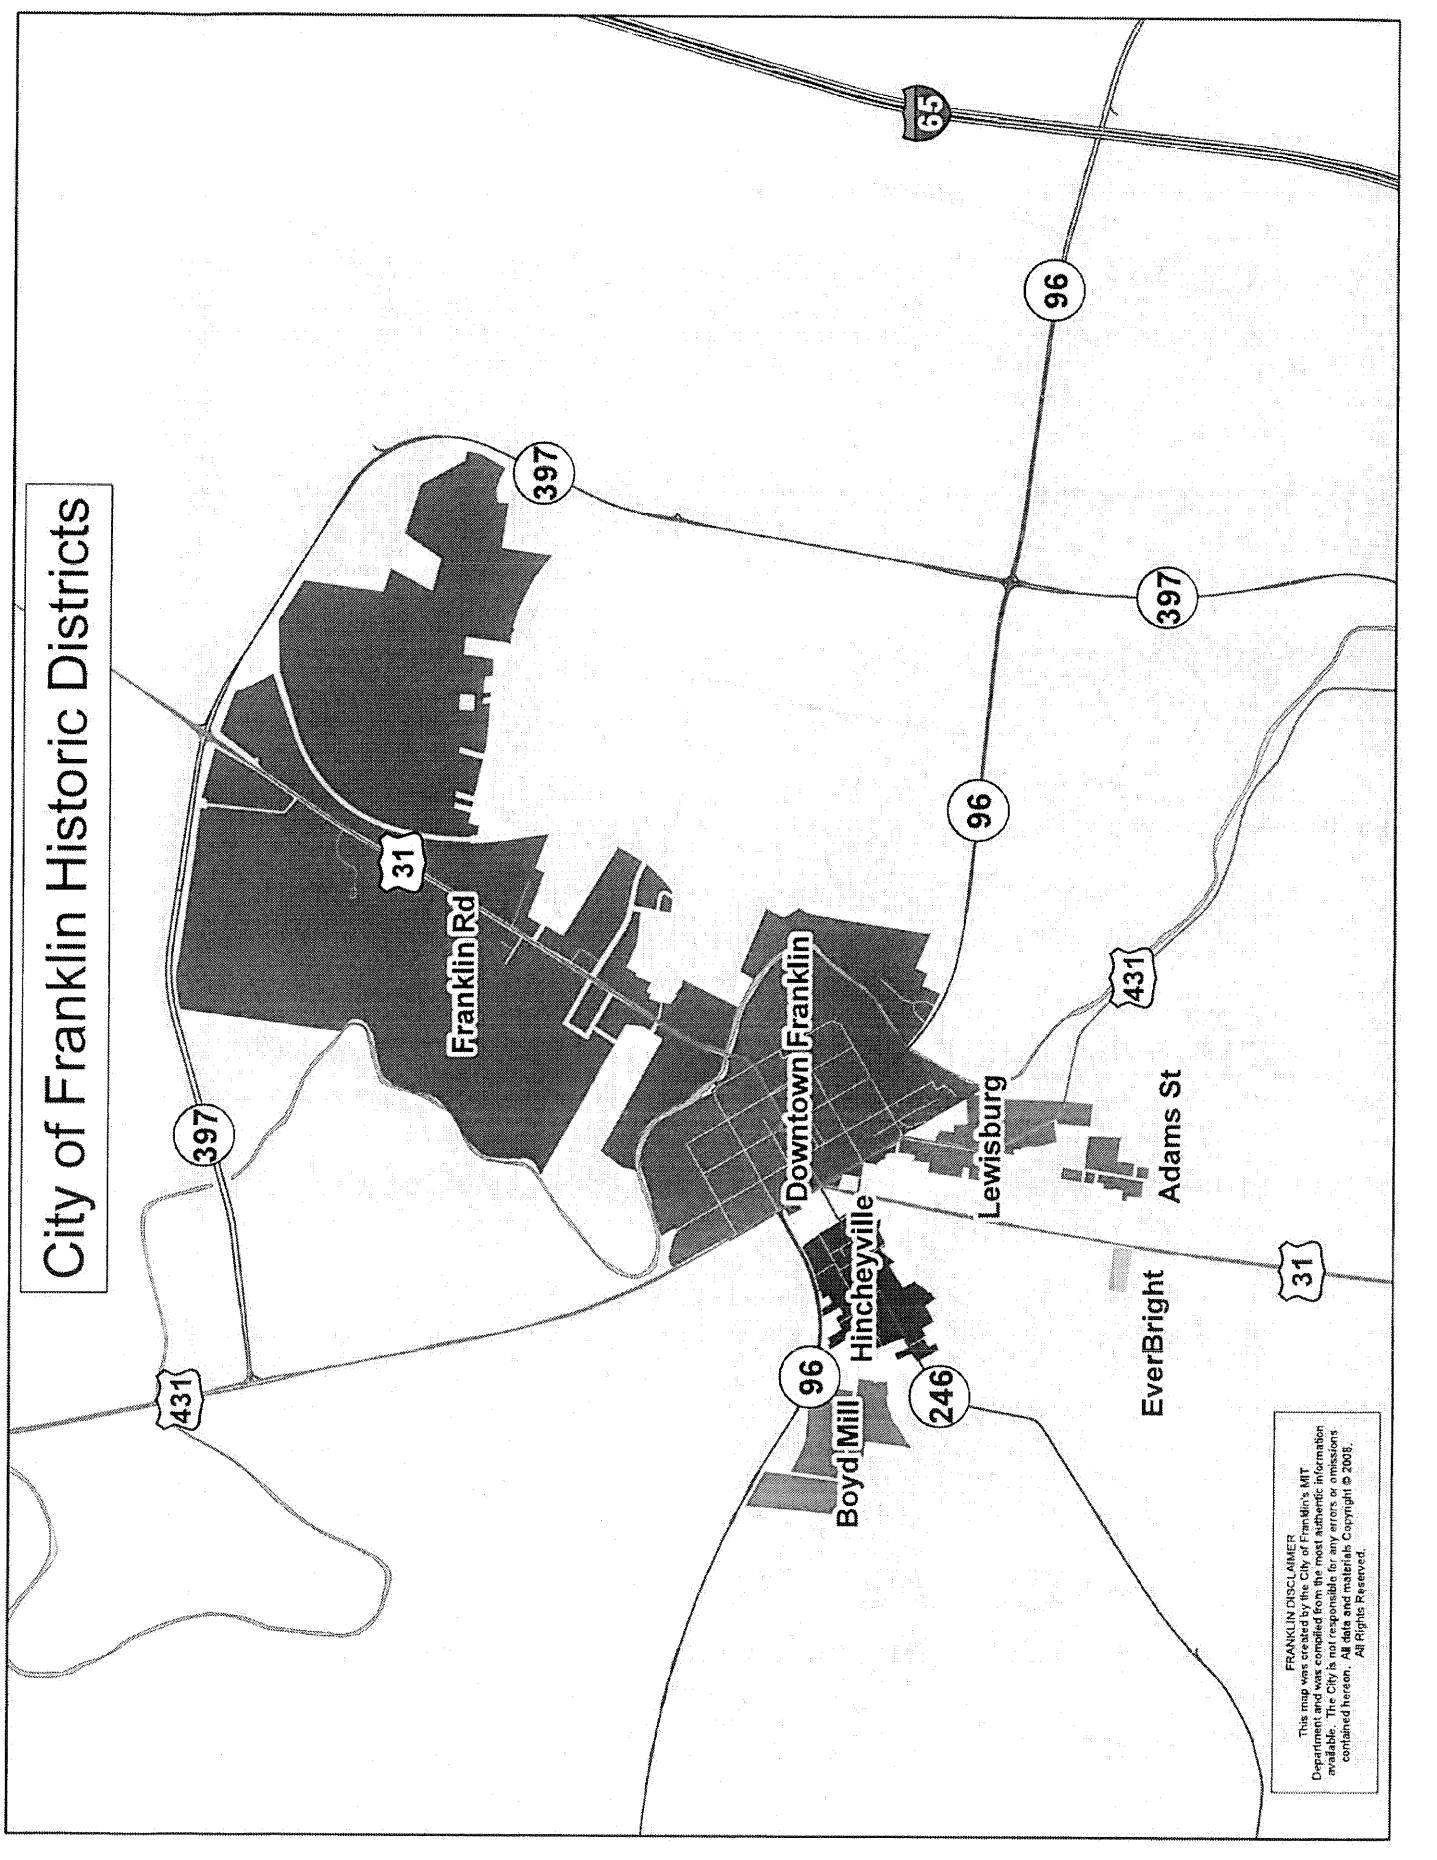 City of Franklin Historic Districts
65
96
397
397
96
31
Franklin Rd
Downtown Franklin
431
397
Lewisburg
Adams St
Hincheyville
31
EverBright
96
246
431
Boyd Mill
FRANKLIN DISCLAIMER
This map was created by the City of Franklin's MIT
Department and was compiled from the most authentic information
available. The City is not responsible for any errors or omissions
contained hereon. All data and materials Copyright © 2008.
All Rights Reserved.